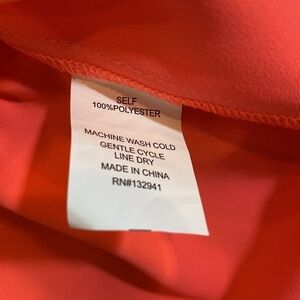 SELF
100%POLYESTER
MACHINE WASH COLD
GENTLE CYCLE
LINE DRY
MADE IN CHINA
RN#132941